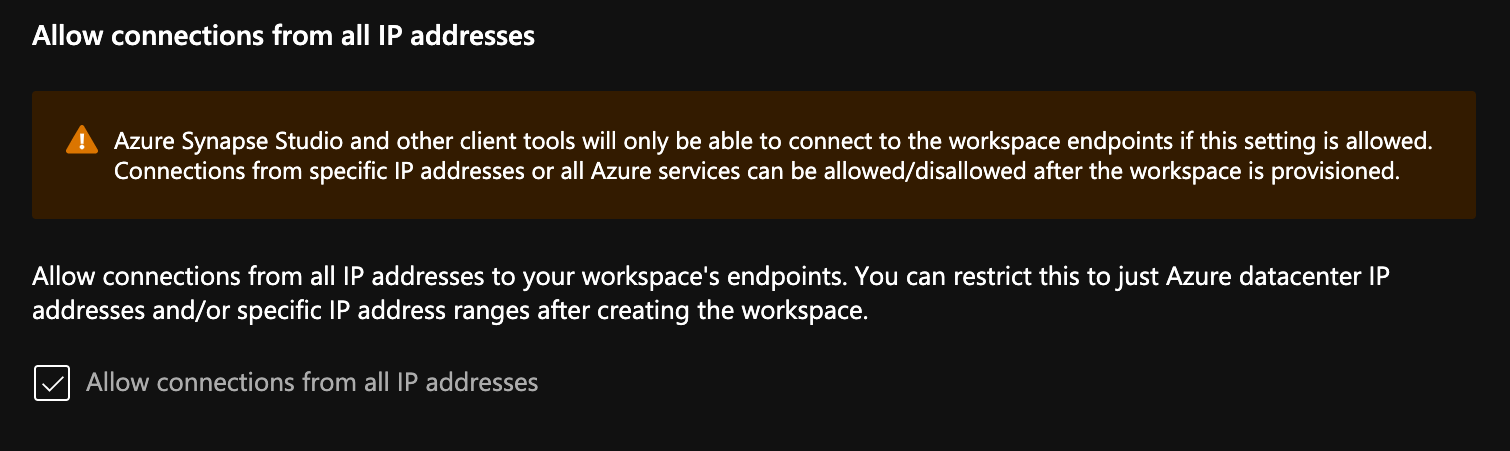 Allow connections from all IP addresses
Azure Synapse Studio and other client tools will only be able to connect to the workspace endpoints if this setting is allowed.
Connections from specific IP addresses or all Azure services can be allowed/disallowed after the workspace is provisioned.
Allow connections from all IP addresses to your workspace's endpoints. You can restrict this to just Azure datacenter IP
addresses and/or specific IP address ranges after creating the workspace.
Allow connections from all IP addresses